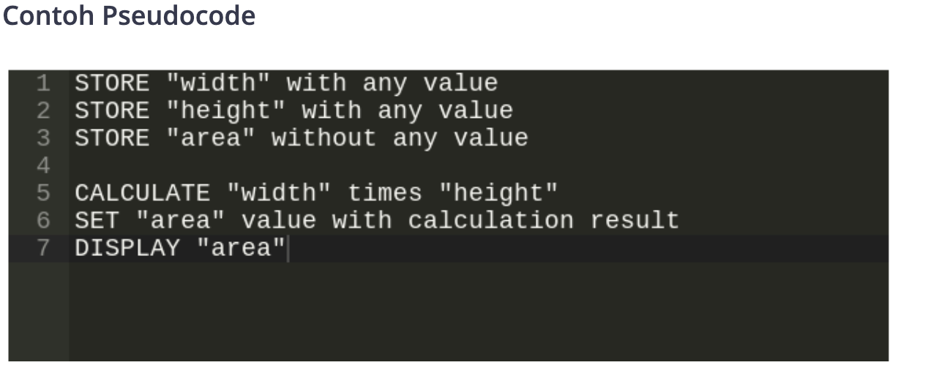 Contoh Pseudocode
1 STORE "width" with any value
2 STORE "height" with any value
3 STORE "area" without any value
4
5 CALCULATE "width" times "height"
6 SET "area" value with calculation result
7 DISPLAY "area"